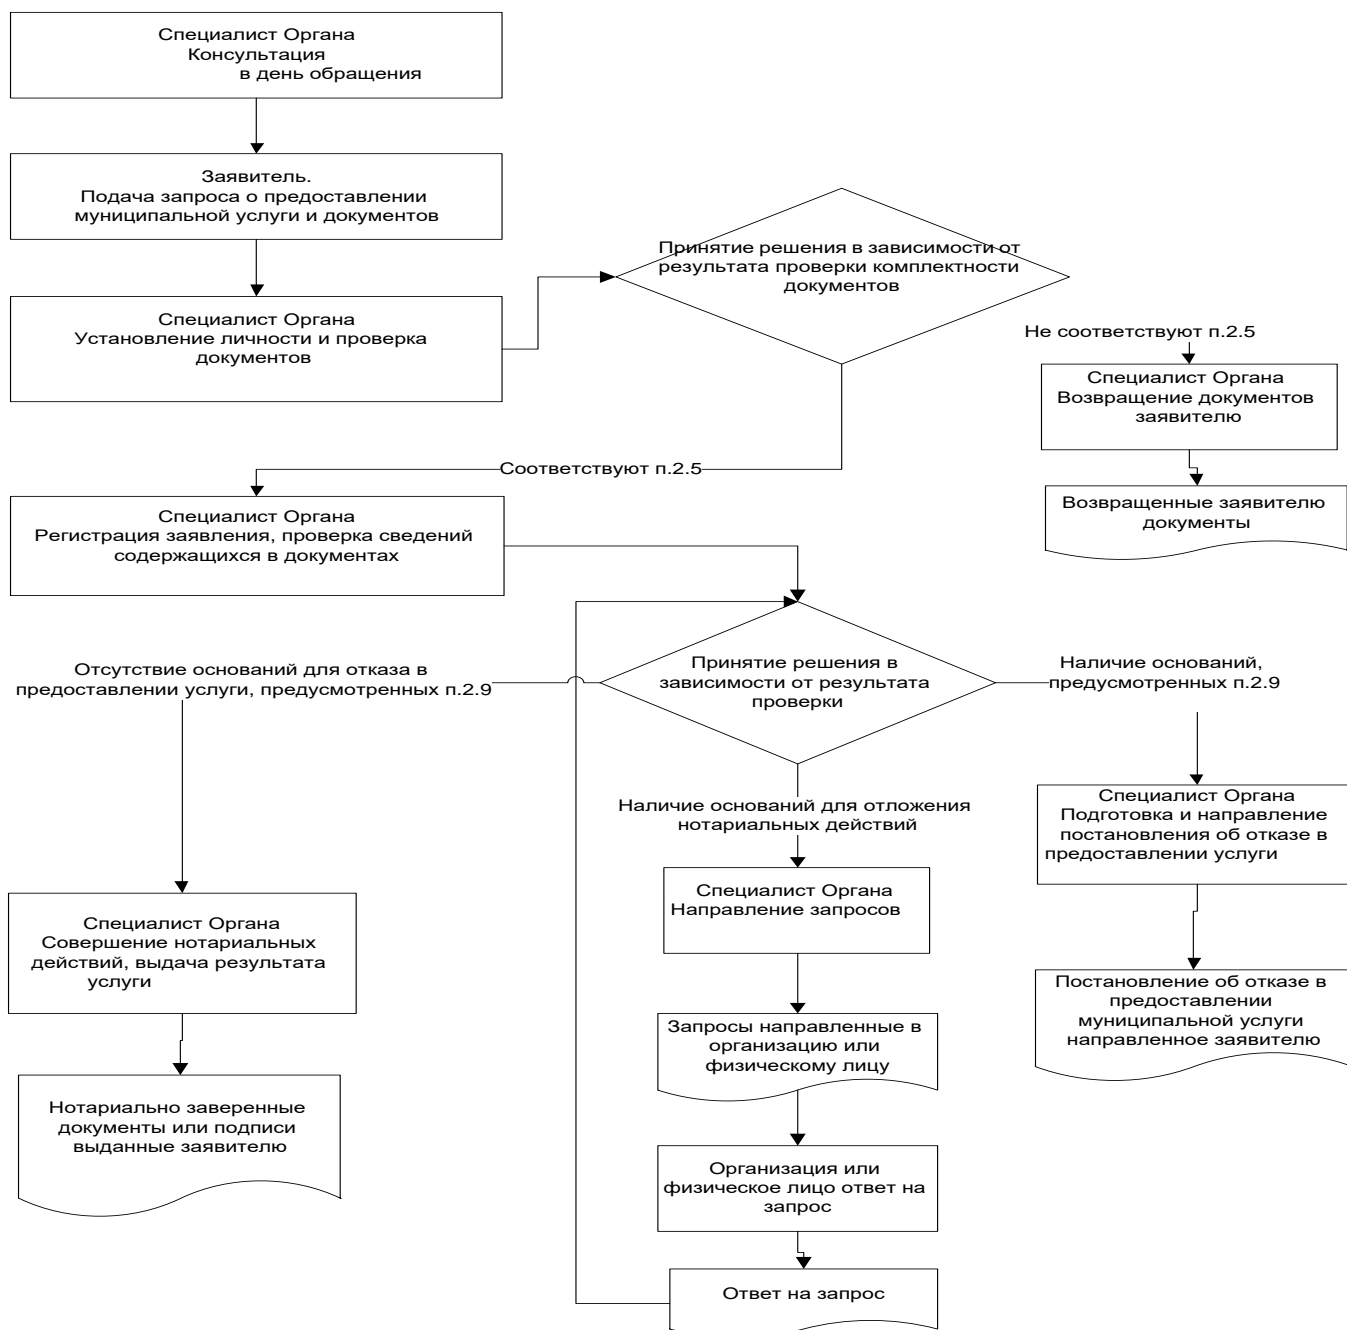 Специалист Органа
Консультация
в день обращения
Заявитель.
Подача запроса о предоставлении
муниципальной услуги и документов
Специалист Органа
Установление личности и проверка
документов
Принятие решения в зависимости от
результата проверки комплектности
документов
Не соответствуют п.2.5
Специалист Органа
Возвращение документов
заявителю
Возвращенные заявителю
документы
Соответствуют п.2.5
Специалист Органа
Регистрация заявления, проверка сведений
содержащихся в документах
Принятие решения в
зависимости от результата
проверки
Отсутствие оснований для отказа в
предоставлении услуги, предусмотренных п.2.9
Наличие оснований,
предусмотренных п.2.9
Наличие оснований для отложения
нотариальных действий
Специалист Органа
Подготовка и направление
постановления об отказе в
предоставлении услуги
Специалист Органа
Направление запросов
Специалист Органа
Совершение нотариальных
действий, выдача результата
услуги
Постановление об отказе в
предоставлении
муниципальной услуги
направленное заявителю
Запросы направленные в
организацию или
физическому лицу
Нотариально заверенные
документы или подписи
выданные заявителю
Организация или
физическое лицо ответ на
запрос
Ответ на запрос